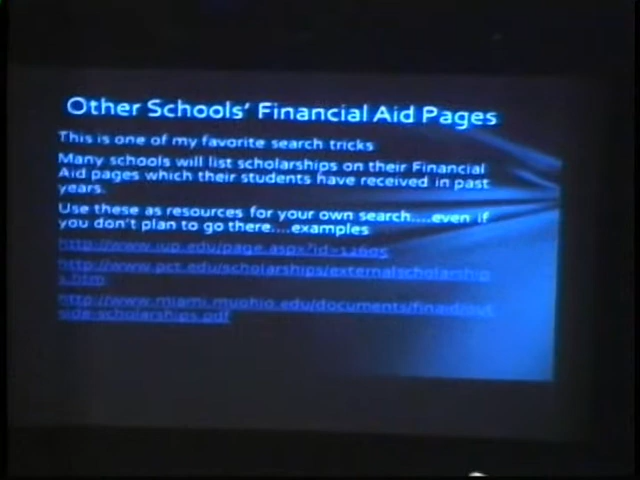 Other Schools' Financial Aid Pages
This is one of my favorite search tricks
Many schools will list scholarships on their Financial
Aid pages which their students have received in past
years.
Use these as resources for your own search....even if
you don't plan to go there....examples
http://www.iup.edu/page.aspx?id=12605
http://www.pct.edu/scholarships/externalscholarship
s.htm
http://www.miami.muohio.edu/documents/finaid/out
side-scholarships.pdf